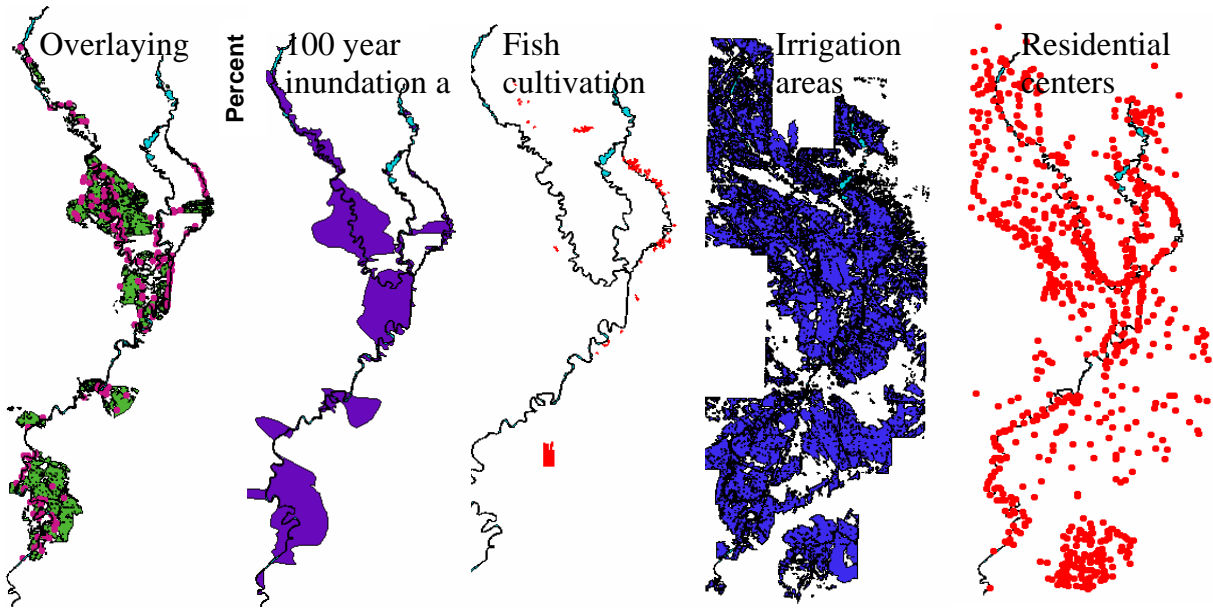 Overlaying
Percent
100 year
inundation a
Fish
cultivation
Irrigation
areas
Residential
centers